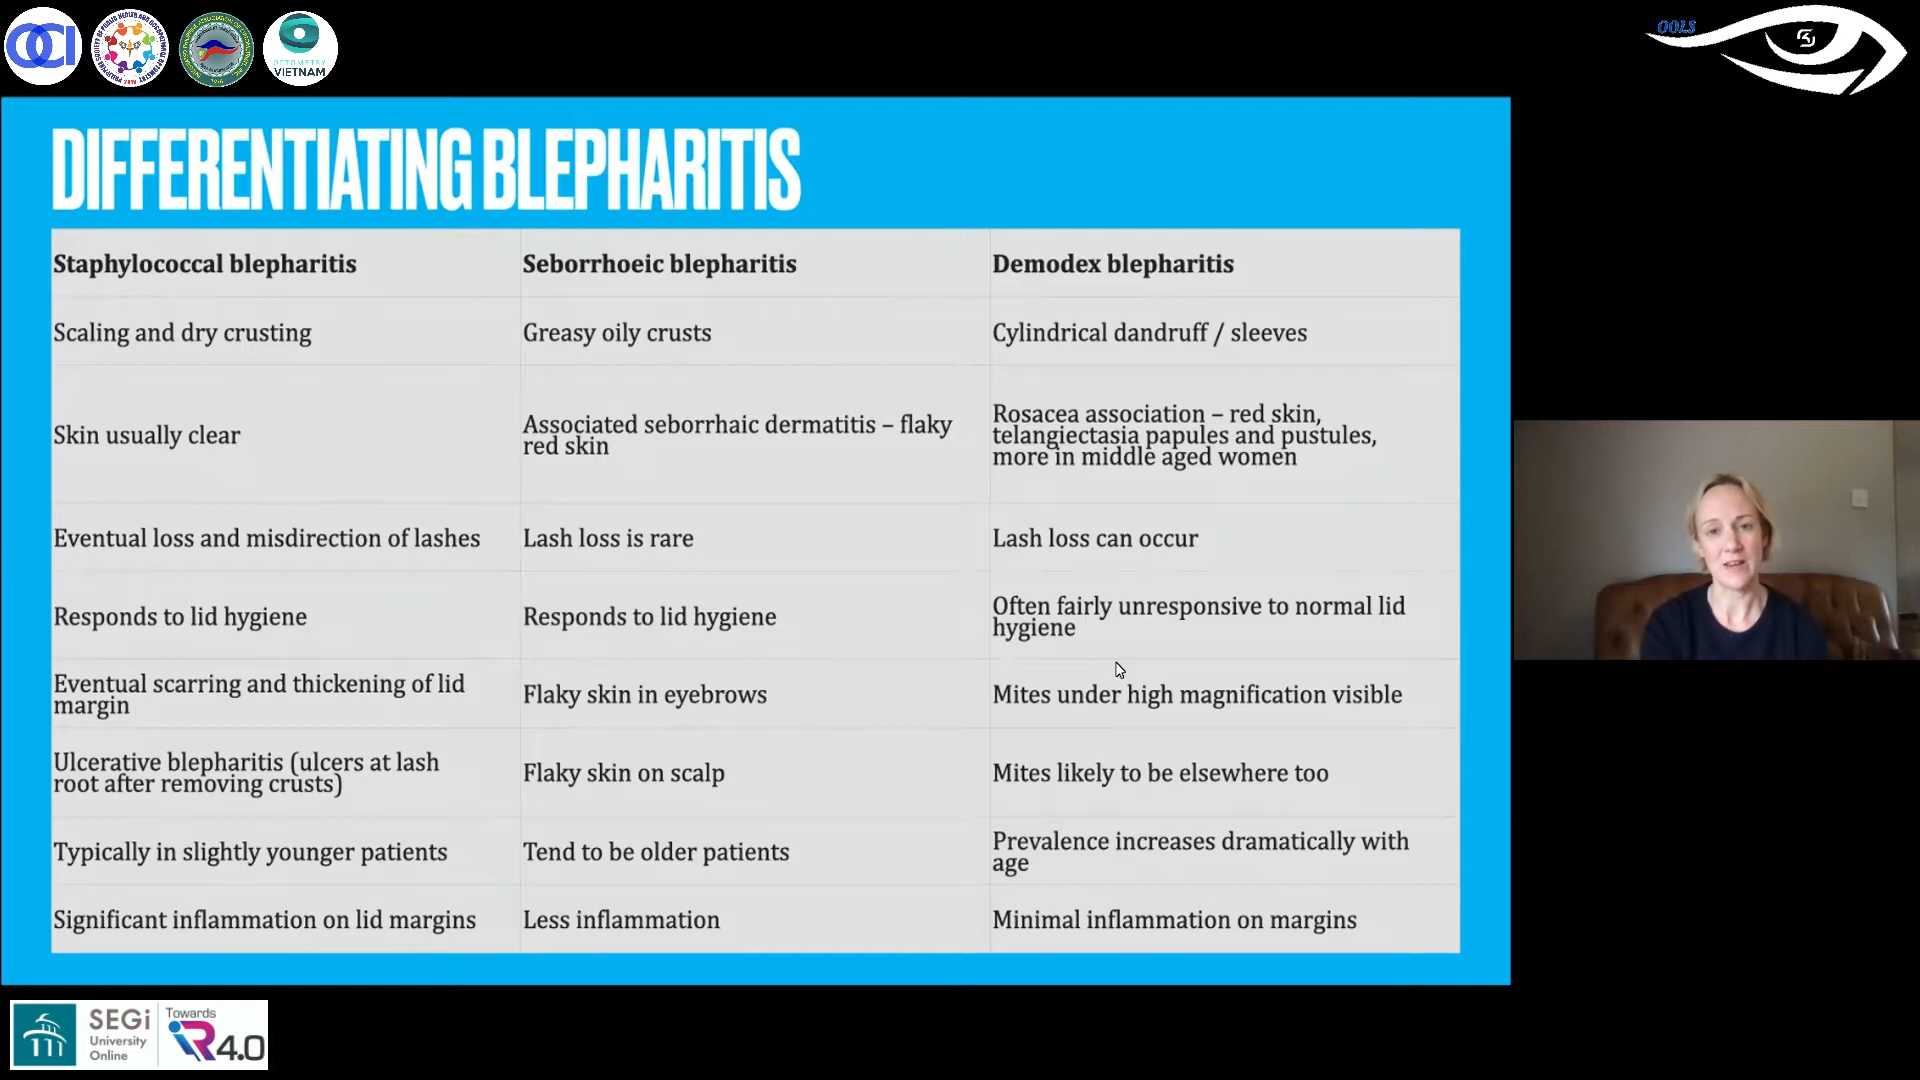 OCI
OPTOMETRY
VIETNAM
OOLS
DIFFERENTIATING BLEPHARITIS
Staphylococcal blepharitis
Seborrhoeic blepharitis
Demodex blepharitis
Scaling and dry crusting
Greasy oily crusts
Cylindrical dandruff / sleeves
Skin usually clear
Associated seborrhaic dermatitis – flaky
red skin
Rosacea association – red skin,
telangiectasia papules and pustules,
more in middle aged women
Eventual loss and misdirection of lashes
Lash loss is rare
Lash loss can occur
Responds to lid hygiene
Responds to lid hygiene
Often fairly unresponsive to normal lid
hygiene
Eventual scarring and thickening of lid
margin
Flaky skin in eyebrows
Mites under high magnification visible
Ulcerative blepharitis (ulcers at lash
root after removing crusts)
Flaky skin on scalp
Mites likely to be elsewhere too
Typically in slightly younger patients
Tend to be older patients
Prevalence increases dramatically with
age
Significant inflammation on lid margins
Less inflammation
Minimal inflammation on margins
SEGi
University
Online
Towards
iR4.0